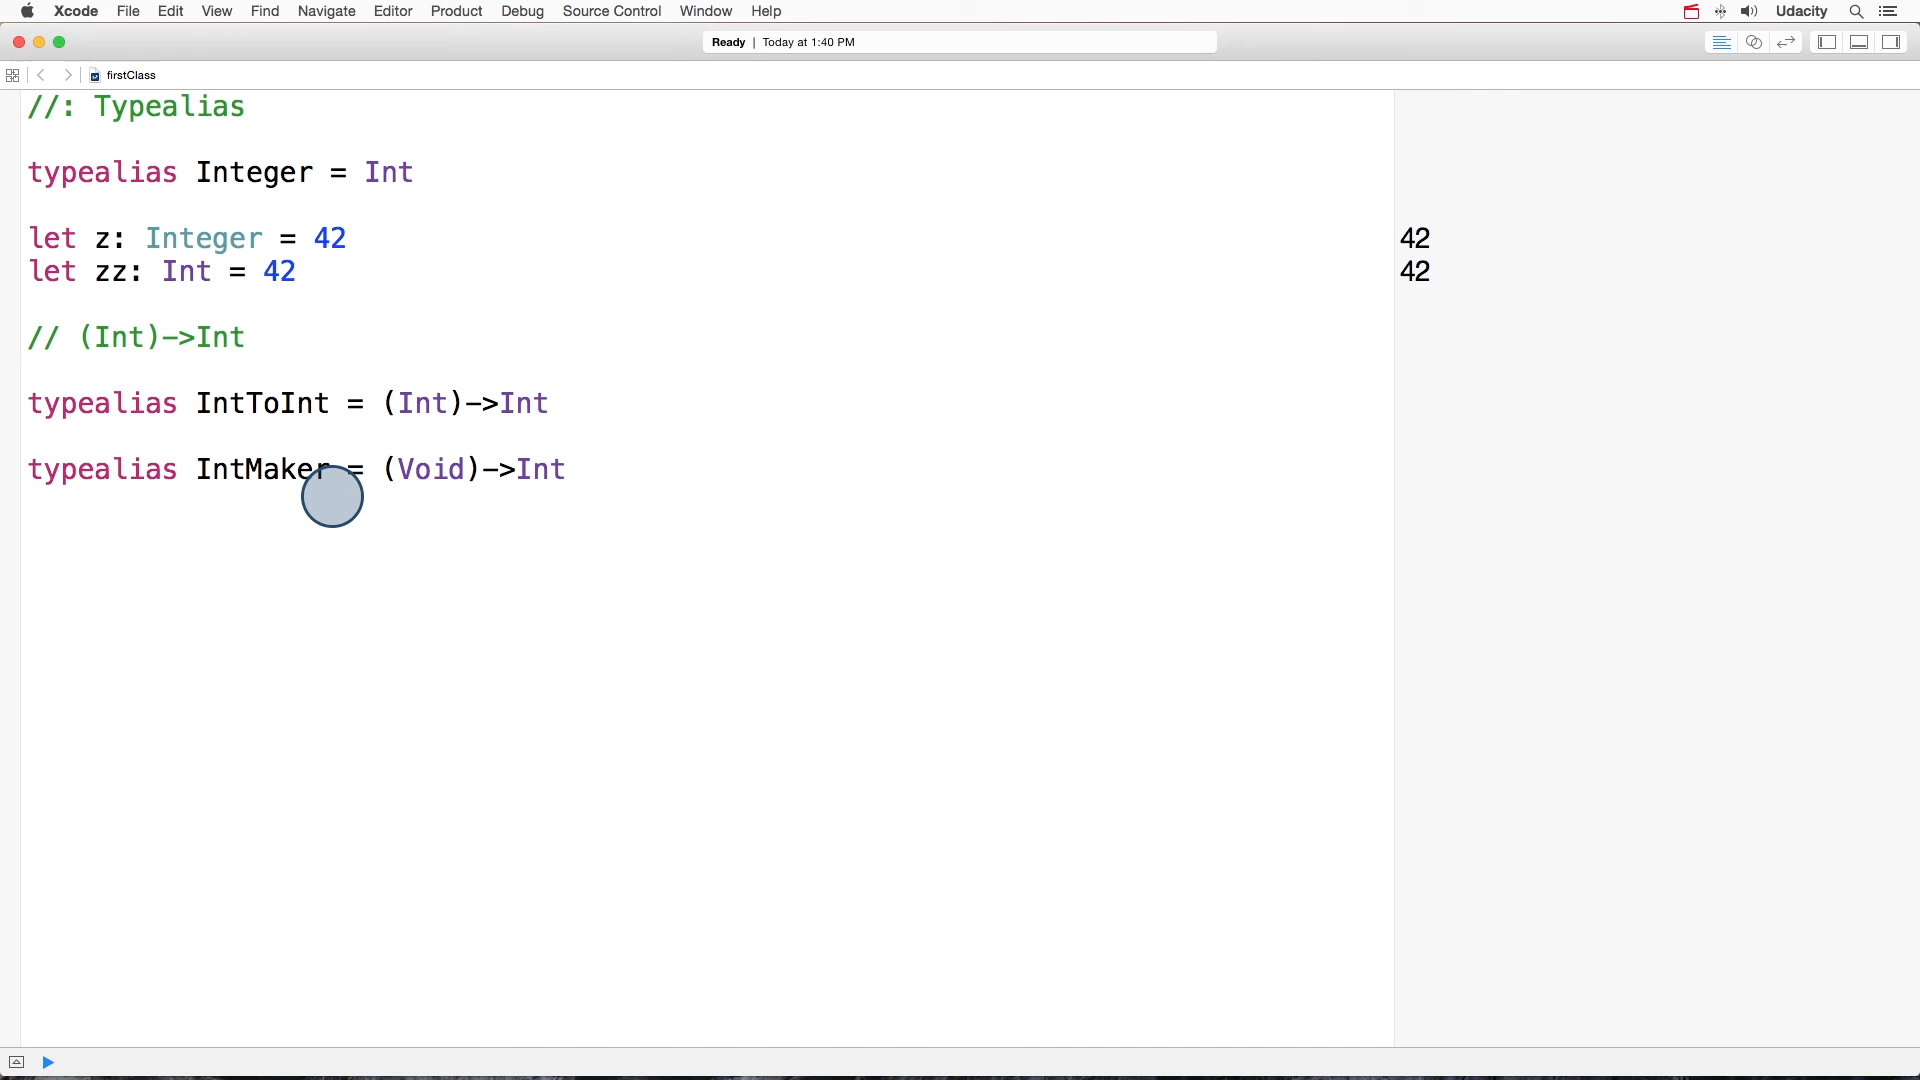 Xcode File Edit View Find Navigate Editor Product Debug Source Control Window Help Udacity
Ready | Today at 1:40 PM
firstClass
//: Typealias
typealias Integer = Int
let z: Integer = 42
42
let zz: Int = 42
42
// (Int)->Int
typealias IntToInt = (Int)->Int
typealias IntMaker = (Void)->Int